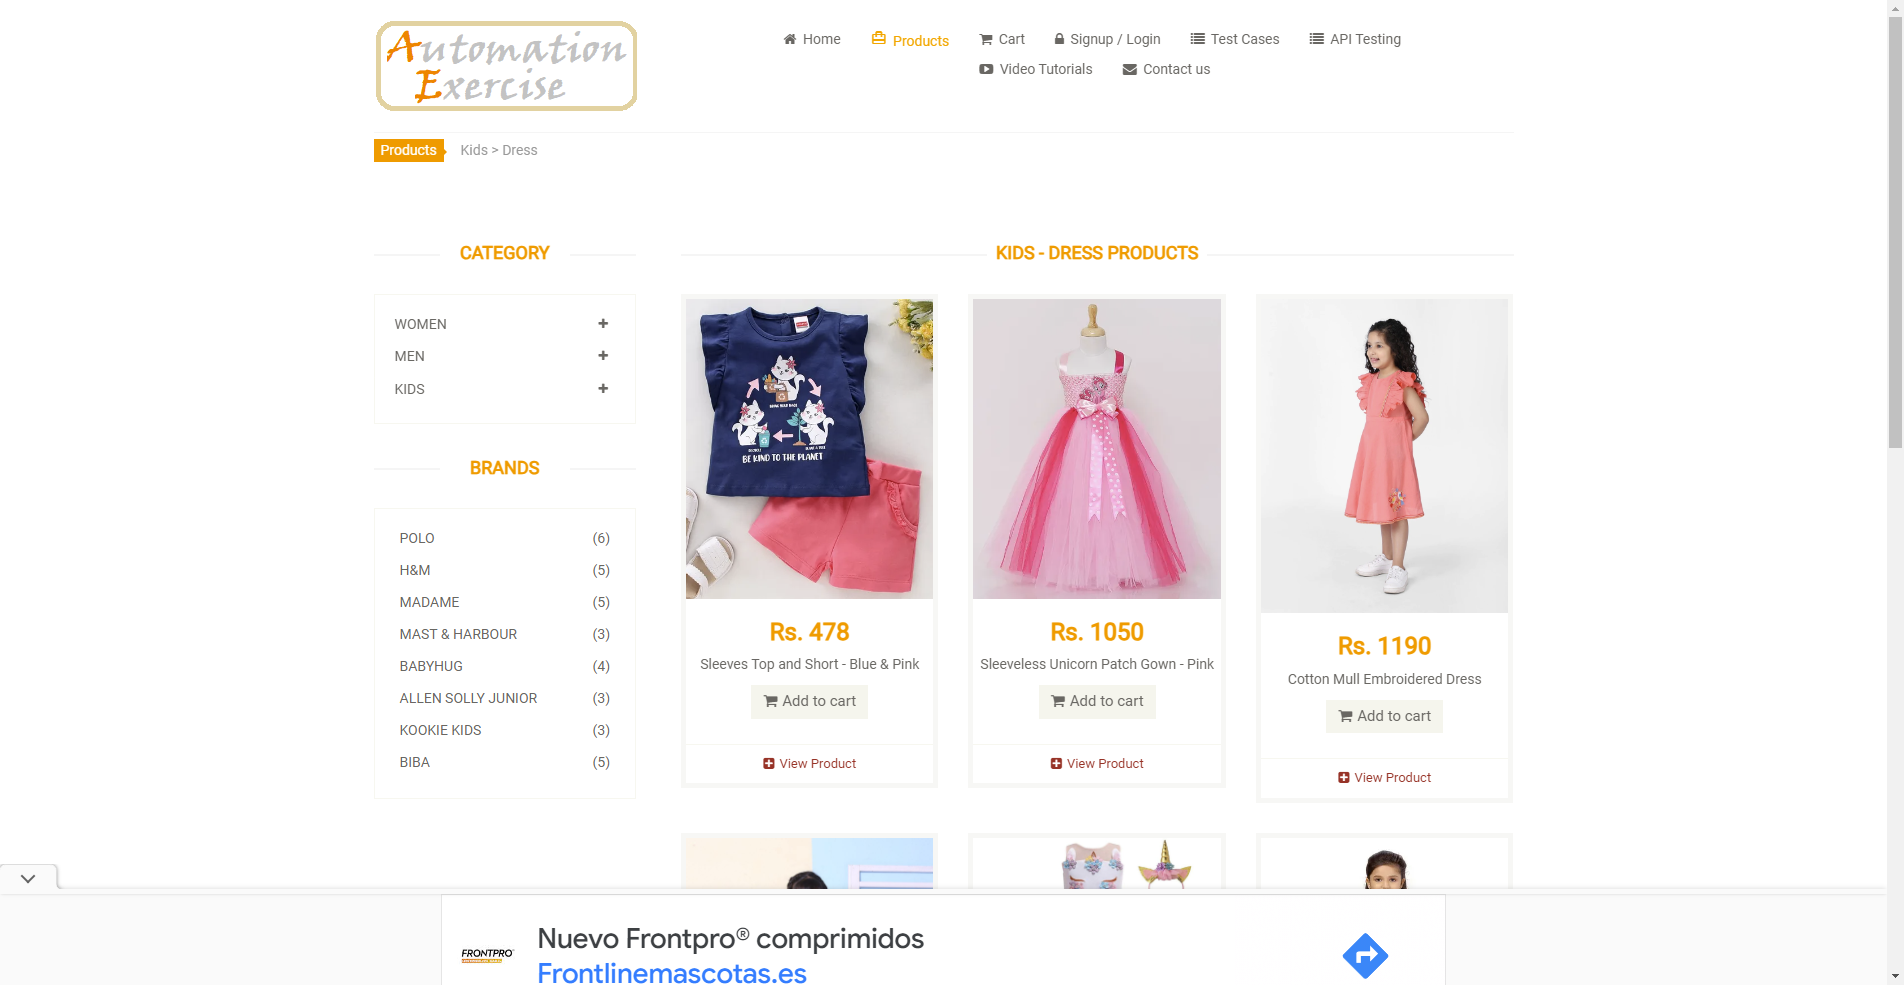 Automation
Exercise
Home
Products
Cart
Signup / Login
Test Cases
API Testing
Video Tutorials
Contact us
Products
Kids > Dress
CATEGORY
WOMEN
MEN
KIDS
BRANDS
POLO (6)
H&M (5)
MADAME (5)
MAST & HARBOUR (3)
BABYHUG (4)
ALLEN SOLLY JUNIOR (3)
KOOKIE KIDS (3)
BIBA (5)
KIDS - DRESS PRODUCTS
BE KIND TO THE PLANET
Rs. 478
Sleeves Top and Short - Blue & Pink
Add to cart
View Product
Rs. 1050
Sleeveless Unicorn Patch Gown - Pink
Add to cart
View Product
Rs. 1190
Cotton Mull Embroidered Dress
Add to cart
View Product
FRONTPRO
Nuevo Frontpro® comprimidos
Frontlinemascotas.es